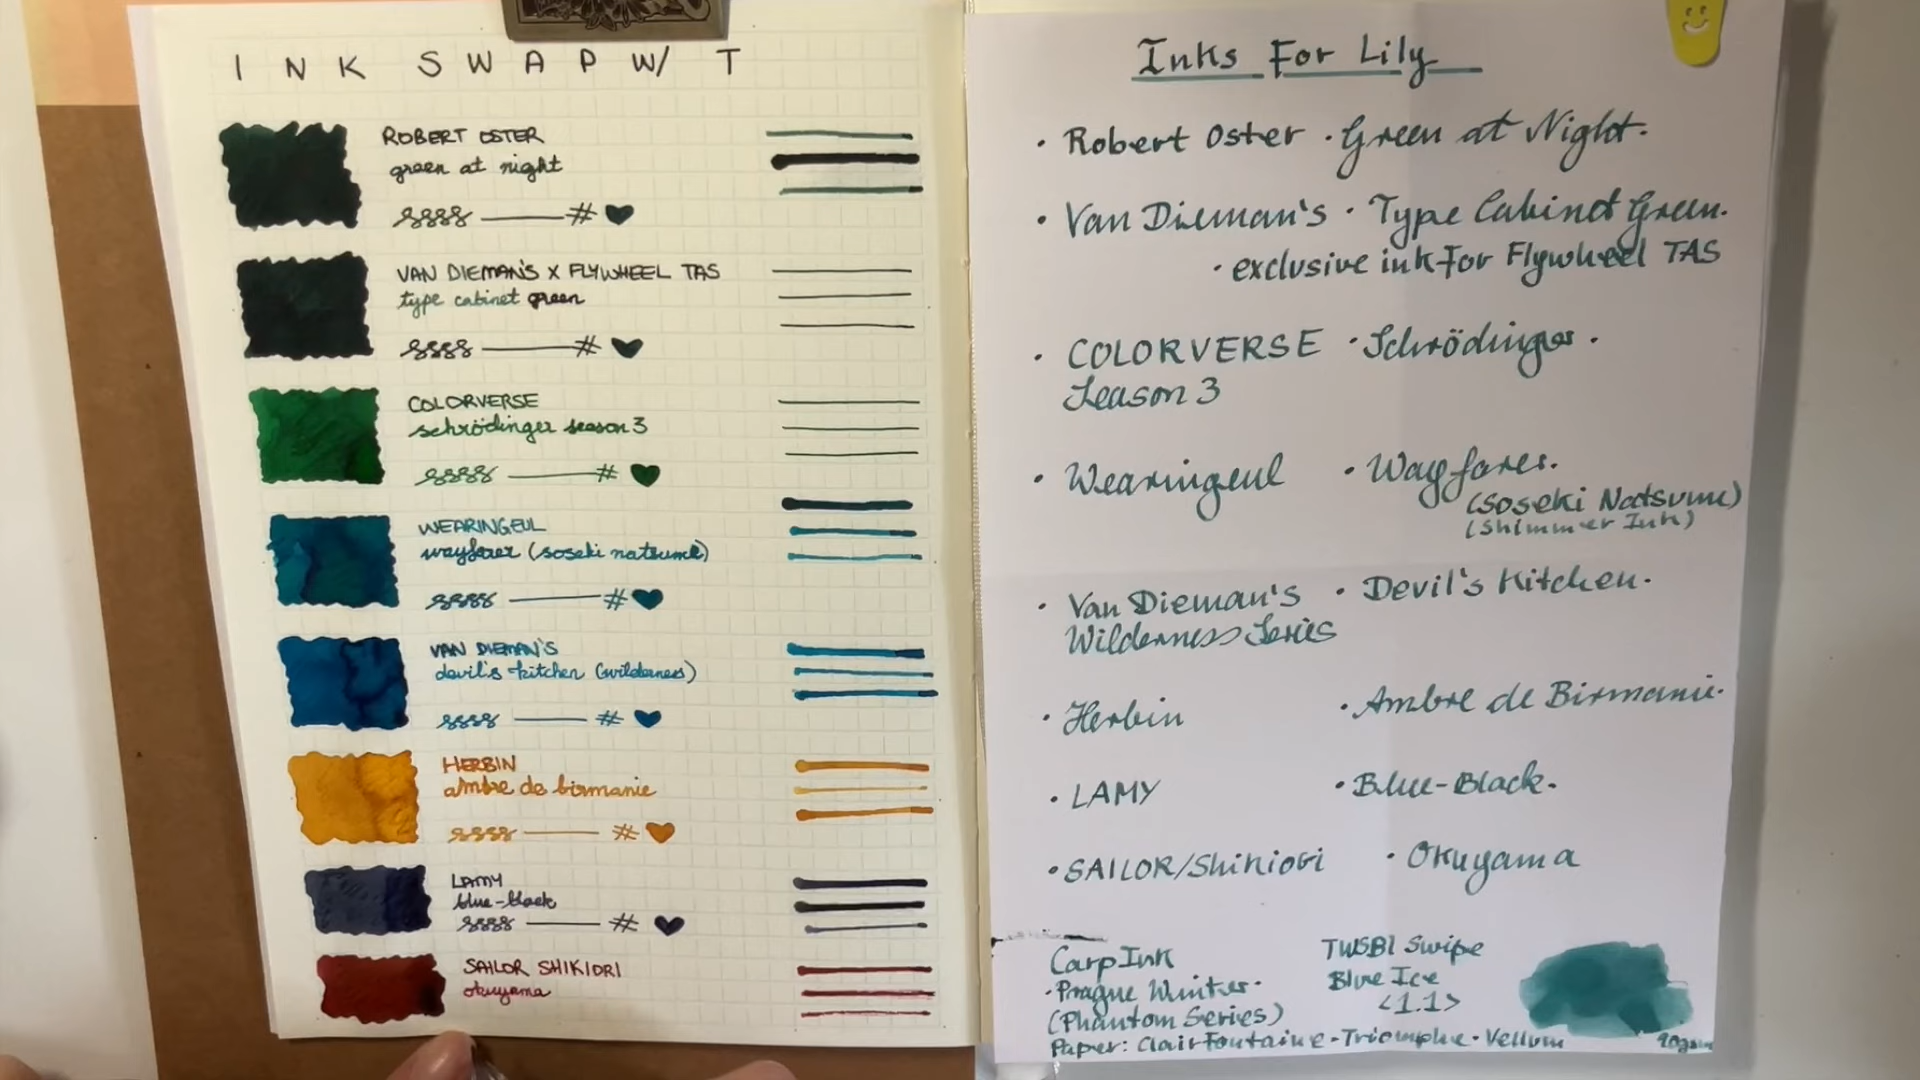 INK SWAP W/ T
ROBERT OSTER
green at night
VAN DIEMAN'S X FLYWHEEL TAS
type cabinet green
COLORVERSE
schrödinger season 3
WEARINGEUL
wayfarer (soseki natsume)
VAN DIEMAN'S
devil's kitchen (wilderness)
HERBIN
ambre de birmanie
LAMY
blue-black
SAILOR SHIKIORI
okuyama
Inks For Lily
• Robert Oster • Green at Night.
• Van Dieman's • Type Cabinet Green.
• exclusive ink For Flywheel TAS
• COLORVERSE • Schrödinger.
Season 3
• Wearingeul • Wayfarer.
(Soseki Natsume)
(Shimmer Ink)
• Van Dieman's • Devil's Kitchen.
Wilderness Series
• Herbin • Ambre de Birmanie.
• LAMY • Blue-Black.
• SAILOR/Shikiori • Okuyama
Carp Ink
• Prague Winter.
(Phantom Series)
TWSBI Swipe
Blue Ice
<1.1>
Paper: Clairfontaine - Triomphe • Vellum 90gsm